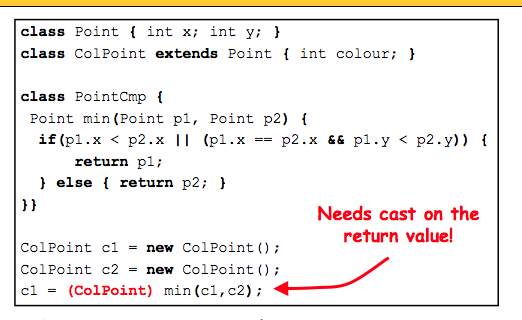 class Point { int x; int y; }
class ColPoint extends Point { int colour; }
class PointCmp {
Point min(Point p1, Point p2) {
if(p1.x < p2.x || (p1.x == p2.x && p1.y < p2.y)) {
return p1;
} else { return p2; }
}}
Needs cast on the
return value!
ColPoint c1 = new ColPoint();
ColPoint c2 = new ColPoint();
c1 = (ColPoint) min(c1,c2);